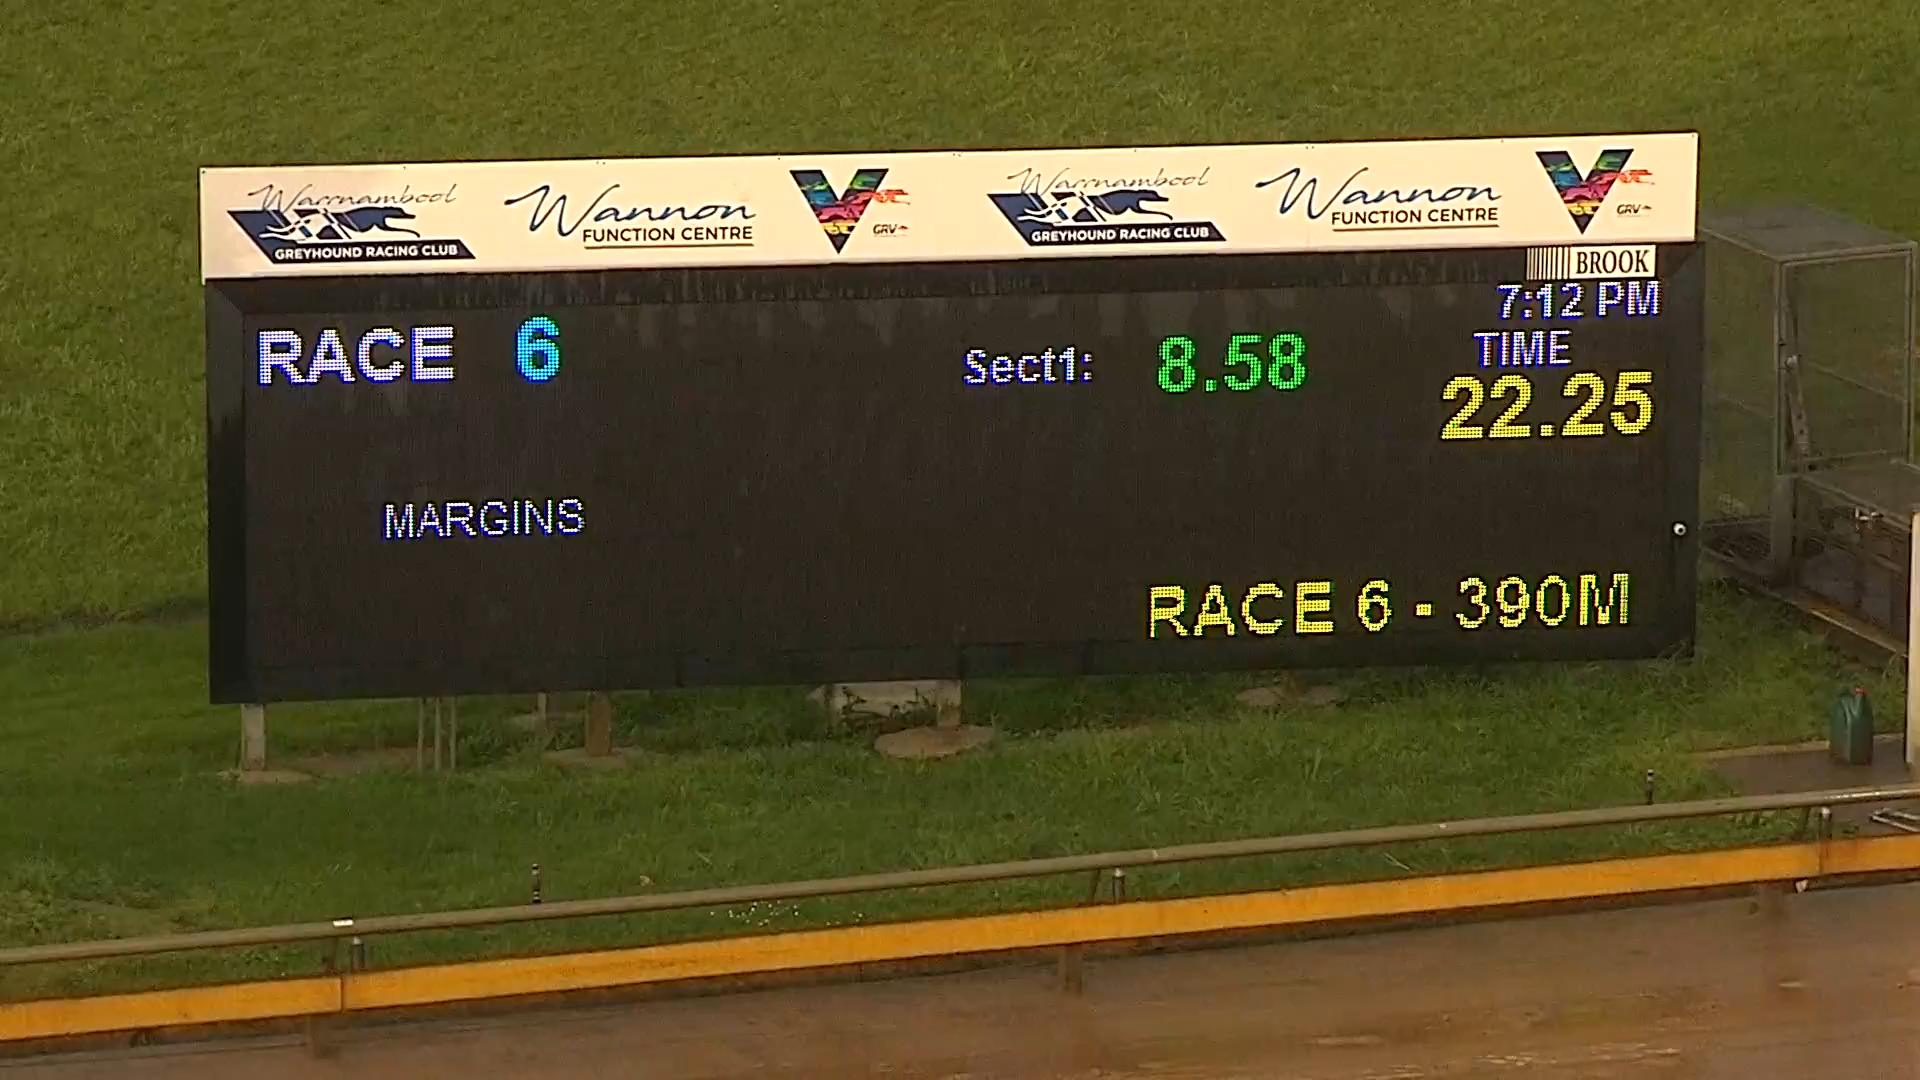 Warrnambool
GREYHOUND RACING CLUB
Wannon
FUNCTION CENTRE
GRV
Warrnambool
GREYHOUND RACING CLUB
Wannon
FUNCTION CENTRE
GRV
BROOK
7:12 PM
RACE 6
Sect1: 8.58
TIME
22.25
MARGINS
RACE 6 - 390M